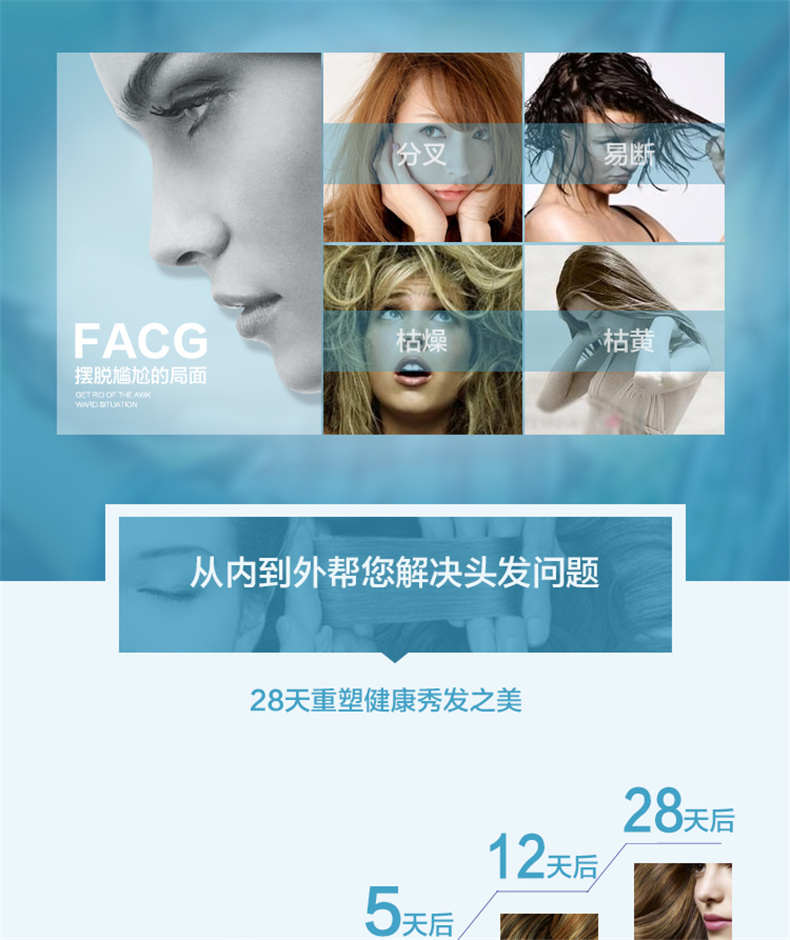 分叉
易断
FACG
摆脱尴尬的局面
GET RID OF THE AWK
WARD SITUATION
枯燥
枯黄
从内到外帮您解决头发问题
28天重塑健康秀发之美
28天后
12天后
5天后